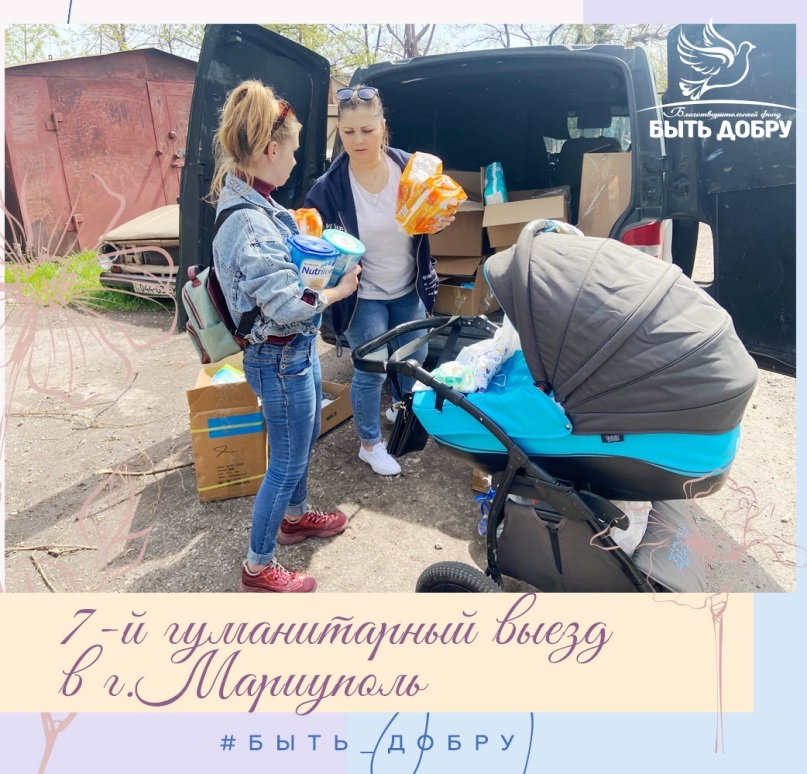 Благотворительный фонд
БЫТЬ ДОБРУ
Nutrilon
7-й гуманитарный выезд
в г.Мариуполь
#БЫТЬ_ДОБРУ